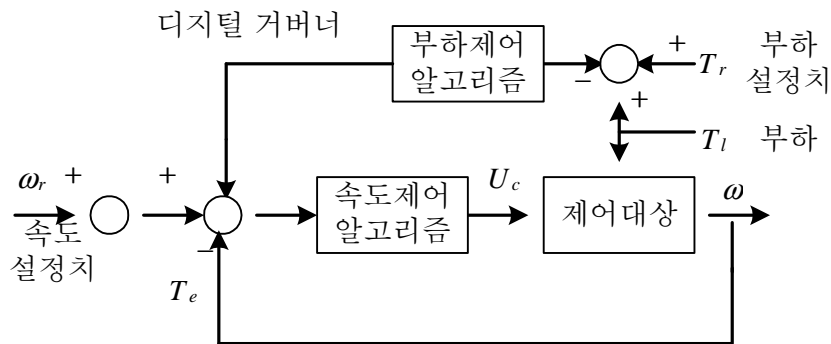 디지털 거버너
부하제어
알고리즘
+
−
T_r
부하
설정치
+
T_l
부하
ω_r
+
속도
설정치
+
−
T_e
속도제어
알고리즘
U_c
제어대상
ω